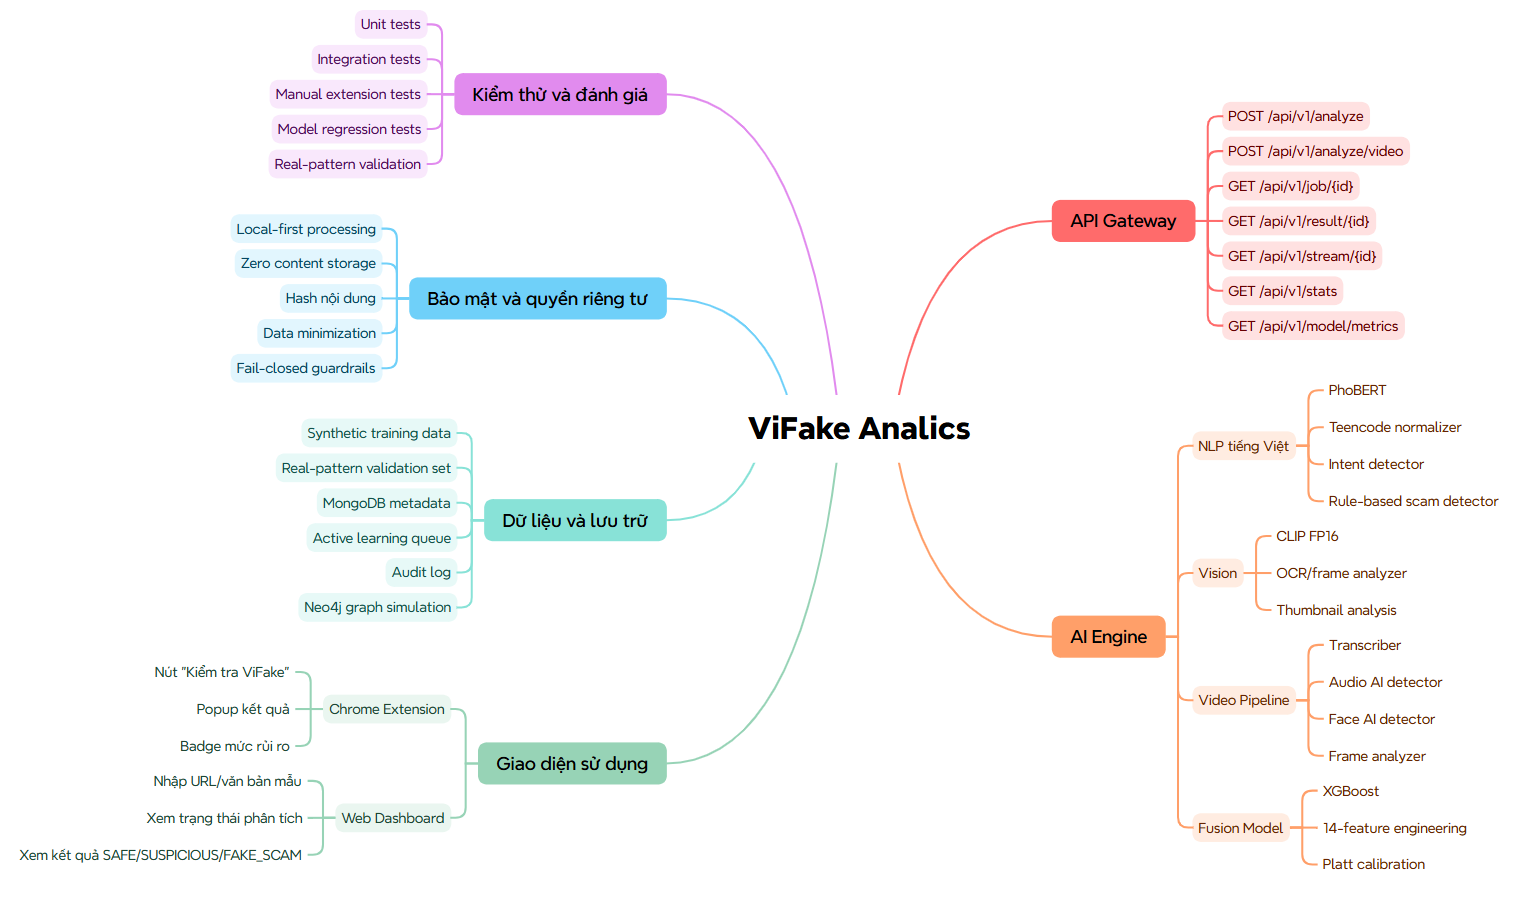 ViFake Analics
Kiểm thử và đánh giá
Unit tests
Integration tests
Manual extension tests
Model regression tests
Real-pattern validation
Bảo mật và quyền riêng tư
Local-first processing
Zero content storage
Hash nội dung
Data minimization
Fail-closed guardrails
Dữ liệu và lưu trữ
Synthetic training data
Real-pattern validation set
MongoDB metadata
Active learning queue
Audit log
Neo4j graph simulation
Giao diện sử dụng
Chrome Extension
Nút "Kiểm tra ViFake"
Popup kết quả
Badge mức rủi ro
Web Dashboard
Nhập URL/văn bản mẫu
Xem trạng thái phân tích
Xem kết quả SAFE/SUSPICIOUS/FAKE_SCAM
API Gateway
POST /api/v1/analyze
POST /api/v1/analyze/video
GET /api/v1/job/{id}
GET /api/v1/result/{id}
GET /api/v1/stream/{id}
GET /api/v1/stats
GET /api/v1/model/metrics
AI Engine
NLP tiếng Việt
PhoBERT
Teencode normalizer
Intent detector
Rule-based scam detector
Vision
CLIP FP16
OCR/frame analyzer
Thumbnail analysis
Video Pipeline
Transcriber
Audio AI detector
Face AI detector
Frame analyzer
Fusion Model
XGBoost
14-feature engineering
Platt calibration